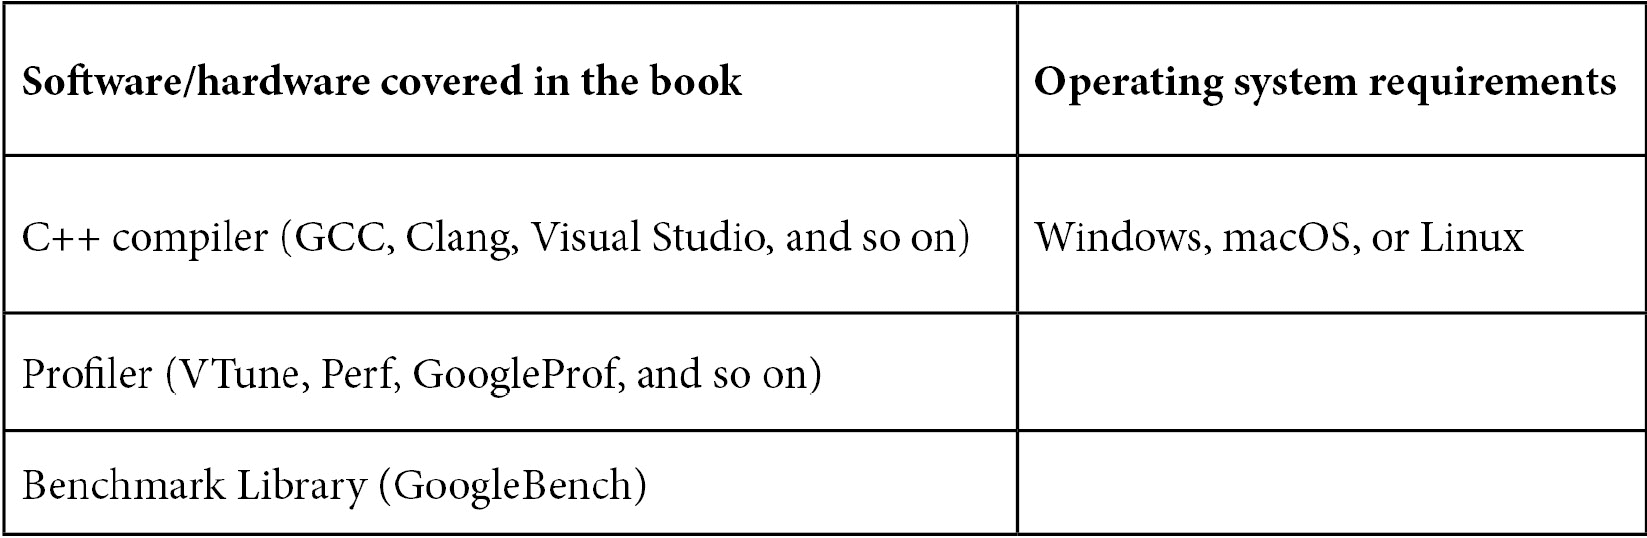 Software/hardware covered in the book
Operating system requirements
C++ compiler (GCC, Clang, Visual Studio, and so on)
Windows, macOS, or Linux
Profiler (VTune, Perf, GoogleProf, and so on)
Benchmark Library (GoogleBench)